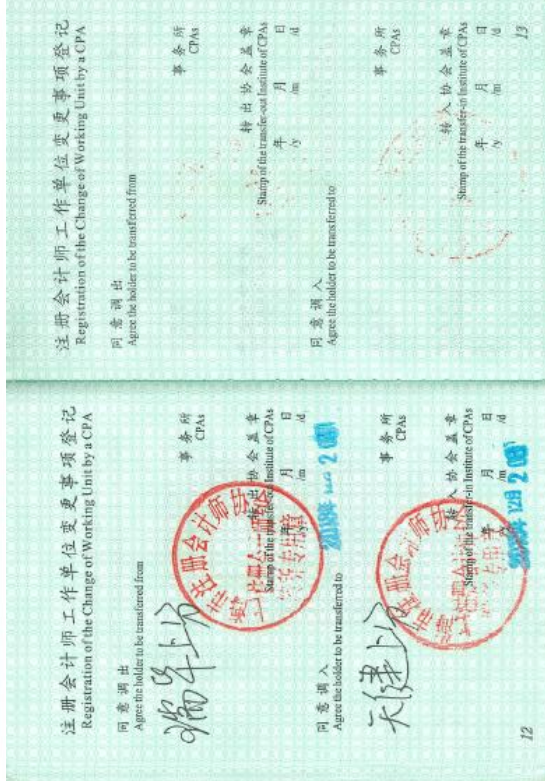 注册会计师工作单位变更事项登记
Registration of the Change of Working Unit by a CPA
同意调出
Agree the holder to be transferred from
事务所
CPAs
转出协会盖章
Stamp of the transfer-out Institute of CPAs
年 月 日
/y /m /d
同意调入
Agree the holder to be transferred to
天健上分
事务所
CPAs
转入协会盖章
Stamp of the transfer-in Institute of CPAs
年 月 日
/y /m /d
12
注册会计师工作单位变更事项登记
Registration of the Change of Working Unit by a CPA
同意调出
Agree the holder to be transferred from
事务所
CPAs
转出协会盖章
Stamp of the transfer-out Institute of CPAs
年 月 日
/y /m /d
同意调入
Agree the holder to be transferred to
事务所
CPAs
转入协会盖章
Stamp of the transfer-in Institute of CPAs
年 月 日
/y /m /d
13